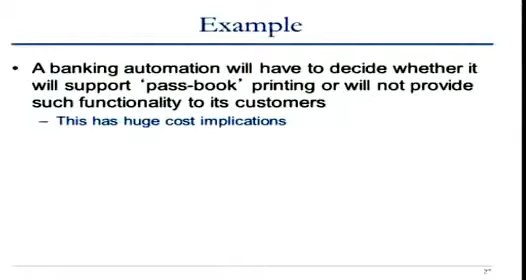 Example
• A banking automation will have to decide whether it
will support ‘pass-book’ printing or will not provide
such functionality to its customers
– This has huge cost implications